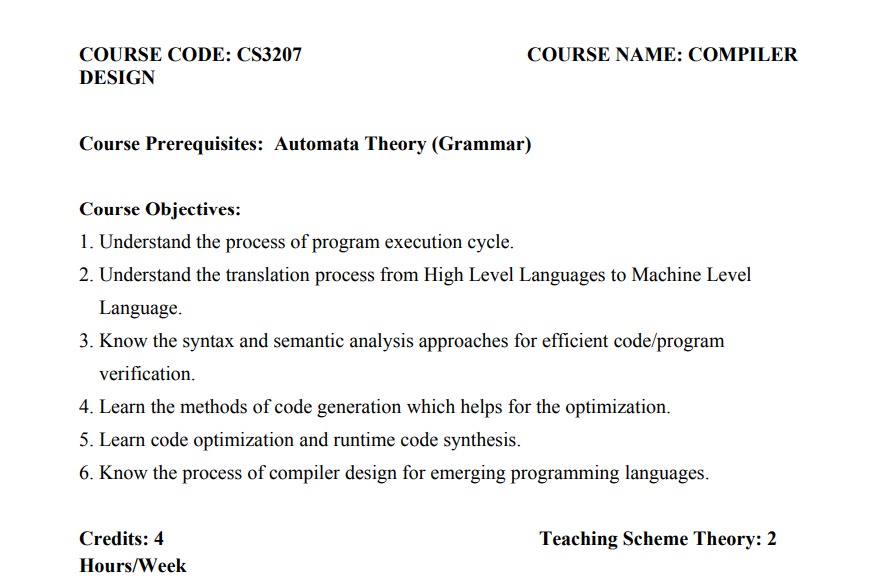 COURSE CODE: CS3207 COURSE NAME: COMPILER
DESIGN
Course Prerequisites: Automata Theory (Grammar)
Course Objectives:
1. Understand the process of program execution cycle.
2. Understand the translation process from High Level Languages to Machine Level
Language.
3. Know the syntax and semantic analysis approaches for efficient code/program
verification.
4. Learn the methods of code generation which helps for the optimization.
5. Learn code optimization and runtime code synthesis.
6. Know the process of compiler design for emerging programming languages.
Credits: 4 Teaching Scheme Theory: 2
Hours/Week